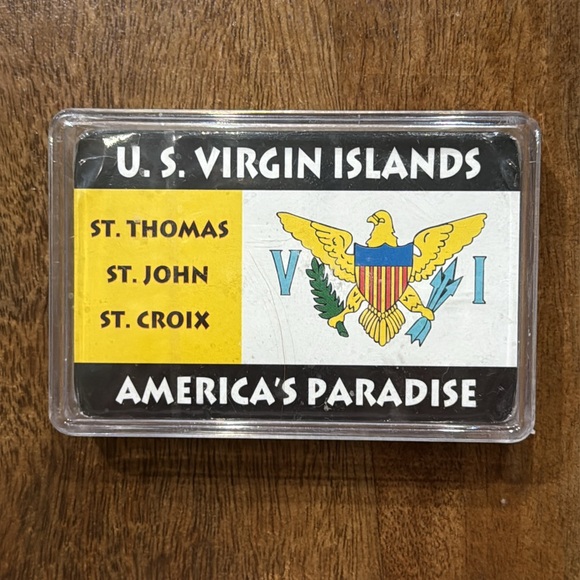 U. S. VIRGIN ISLANDS
ST. THOMAS
ST. JOHN
ST. CROIX
V I
AMERICA'S PARADISE